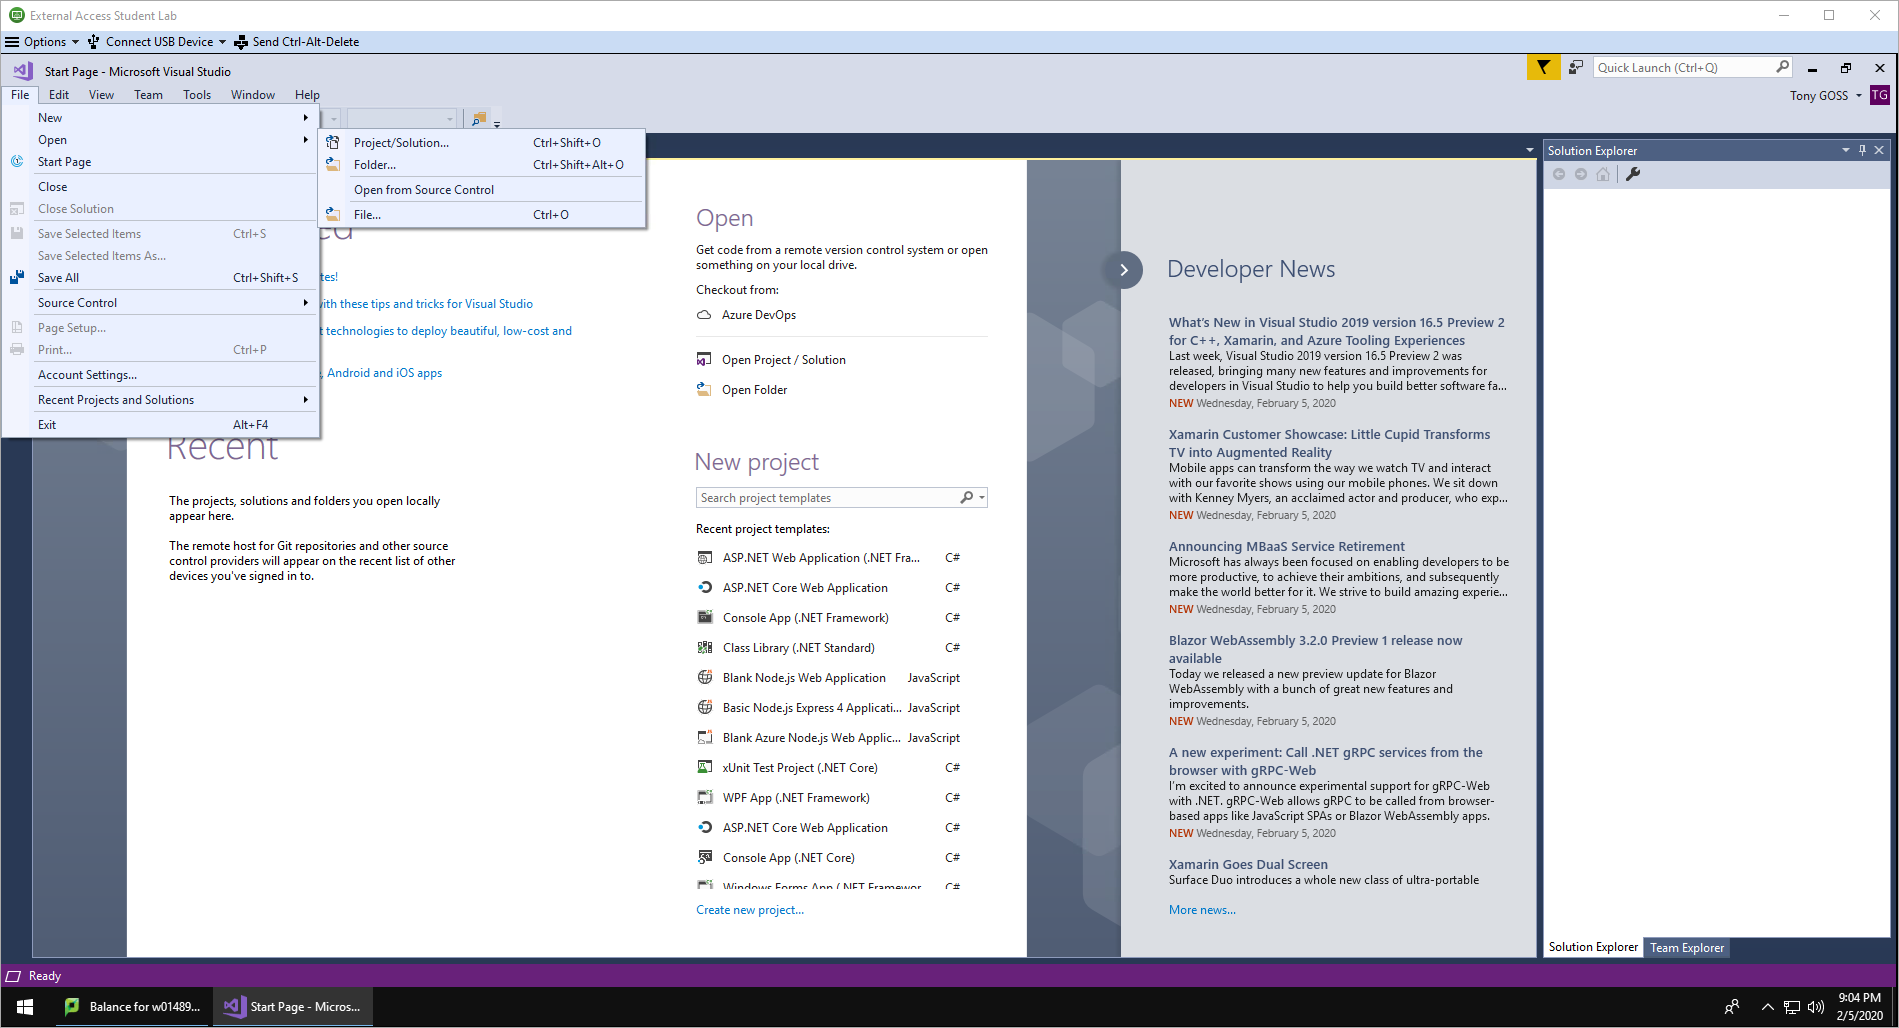 External Access Student Lab
Options
Connect USB Device
Send Ctrl-Alt-Delete
Start Page - Microsoft Visual Studio
Quick Launch (Ctrl+Q)
File Edit View Team Tools Window Help
Tony GOSS TG
New
Open
Start Page
Close
Close Solution
Save Selected Items Ctrl+S
Save Selected Items As...
Save All Ctrl+Shift+S
Source Control
Page Setup...
Print... Ctrl+P
Account Settings...
Recent Projects and Solutions
Exit Alt+F4
Project/Solution... Ctrl+Shift+O
Folder... Ctrl+Shift+Alt+O
Open from Source Control
File... Ctrl+O
tes!
with these tips and tricks for Visual Studio
t technologies to deploy beautiful, low-cost and
, Android and iOS apps
Recent
The projects, solutions and folders you open locally
appear here.
The remote host for Git repositories and other source
control providers will appear on the recent list of other
devices you've signed in to.
Open
Get code from a remote version control system or open
something on your local drive.
Checkout from:
Azure DevOps
Open Project / Solution
Open Folder
New project
Search project templates
Recent project templates:
ASP.NET Web Application (.NET Fra... C#
ASP.NET Core Web Application C#
Console App (.NET Framework) C#
Class Library (.NET Standard) C#
Blank Node.js Web Application JavaScript
Basic Node.js Express 4 Applicati... JavaScript
Blank Azure Node.js Web Applic... JavaScript
xUnit Test Project (.NET Core) C#
WPF App (.NET Framework) C#
ASP.NET Core Web Application C#
Console App (.NET Core) C#
Windows Forms App (.NET Framewor C#
Create new project...
Developer News
What's New in Visual Studio 2019 version 16.5 Preview 2
for C++, Xamarin, and Azure Tooling Experiences
Last week, Visual Studio 2019 version 16.5 Preview 2 was
released, bringing many new features and improvements for
developers in Visual Studio to help you build better software fa...
NEW Wednesday, February 5, 2020
Xamarin Customer Showcase: Little Cupid Transforms
TV into Augmented Reality
Mobile apps can transform the way we watch TV and interact
with our favorite shows using our mobile phones. We sit down
with Kenney Myers, an acclaimed actor and producer, who exp...
NEW Wednesday, February 5, 2020
Announcing MBaaS Service Retirement
Microsoft has always been focused on enabling developers to be
more productive, to achieve their ambitions, and subsequently
make the world better for it. We strive to build amazing experie...
NEW Wednesday, February 5, 2020
Blazor WebAssembly 3.2.0 Preview 1 release now
available
Today we released a new preview update for Blazor
WebAssembly with a bunch of great new features and
improvements.
NEW Wednesday, February 5, 2020
A new experiment: Call .NET gRPC services from the
browser with gRPC-Web
I'm excited to announce experimental support for gRPC-Web
with .NET. gRPC-Web allows gRPC to be called from browser-
based apps like JavaScript SPAs or Blazor WebAssembly apps.
NEW Wednesday, February 5, 2020
Xamarin Goes Dual Screen
Surface Duo introduces a whole new class of ultra-portable
More news...
Solution Explorer
Solution Explorer Team Explorer
Ready
Balance for w01489...
Start Page - Micros...
9:04 PM
2/5/2020